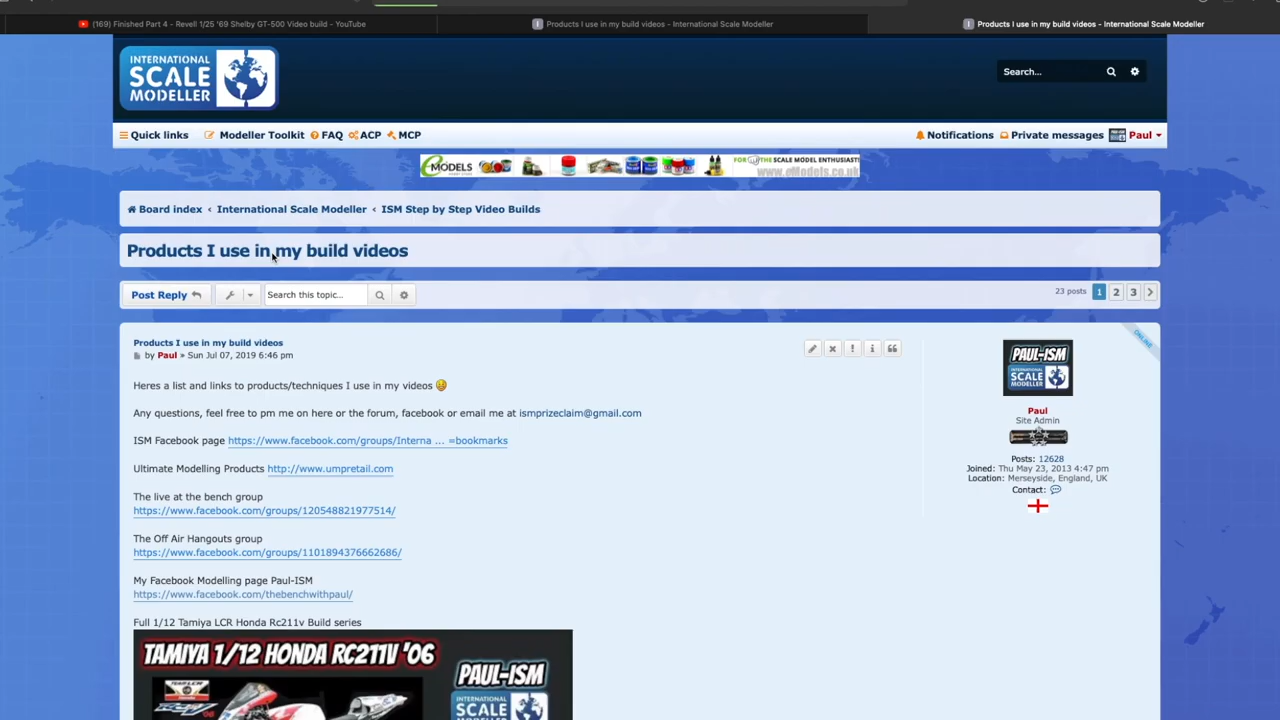 (169) Finished Part 4 - Revell 1/25 '69 Shelby GT-500 Video build - YouTube
Products I use in my build videos - International Scale Modeller
Products I use in my build videos - International Scale Modeller
INTERNATIONAL
SCALE
MODELLER
Search...
Quick links
Modeller Toolkit
FAQ
ACP
MCP
Notifications
Private messages
Paul
eMODELS
FOR THE SCALE MODEL ENTHUSIAST!
www.eModels.co.uk
Board index ‹ International Scale Modeller ‹ ISM Step by Step Video Builds
Products I use in my build videos
Post Reply
Search this topic...
23 posts 1 2 3
Products I use in my build videos
by Paul » Sun Jul 07, 2019 6:46 pm
Heres a list and links to products/techniques I use in my videos
Any questions, feel free to pm me on here or the forum, facebook or email me at ismprizeclaim@gmail.com
ISM Facebook page https://www.facebook.com/groups/Interna ... =bookmarks
Ultimate Modelling Products http://www.umpretail.com
The live at the bench group
https://www.facebook.com/groups/120548821977514/
The Off Air Hangouts group
https://www.facebook.com/groups/1101894376662686/
My Facebook Modelling page Paul-ISM
https://www.facebook.com/thebenchwithpaul/
Full 1/12 Tamiya LCR Honda Rc211v Build series
TAMIYA 1/12 HONDA RC211V '06
PAUL-ISM
INTERNATIONAL
SCALE
ONLINE
PAUL-ISM
INTERNATIONAL
SCALE
MODELLER
Paul
Site Admin
Posts: 12628
Joined: Thu May 23, 2013 4:47 pm
Location: Merseyside, England, UK
Contact: